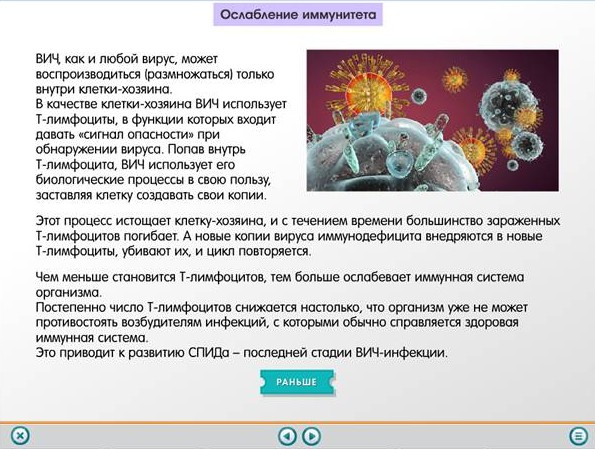 Ослабление иммунитета
ВИЧ, как и любой вирус, может
воспроизводиться (размножаться) только
внутри клетки-хозяина.
В качестве клетки-хозяина ВИЧ использует
Т-лимфоциты, в функции которых входит
давать «сигнал опасности» при
обнаружении вируса. Попав внутрь
Т-лимфоцита, ВИЧ использует его
биологические процессы в свою пользу,
заставляя клетку создавать свои копии.
Этот процесс истощает клетку-хозяина, и с течением времени большинство зараженных
Т-лимфоцитов погибает. А новые копии вируса иммунодефицита внедряются в новые
Т-лимфоциты, убивают их, и цикл повторяется.
Чем меньше становится Т-лимфоцитов, тем больше ослабевает иммунная система
организма.
Постепенно число Т-лимфоцитов снижается настолько, что организм уже не может
противостоять возбудителям инфекций, с которыми обычно справляется здоровая
иммунная система.
Это приводит к развитию СПИДа – последней стадии ВИЧ-инфекции.
РАНЬШЕ